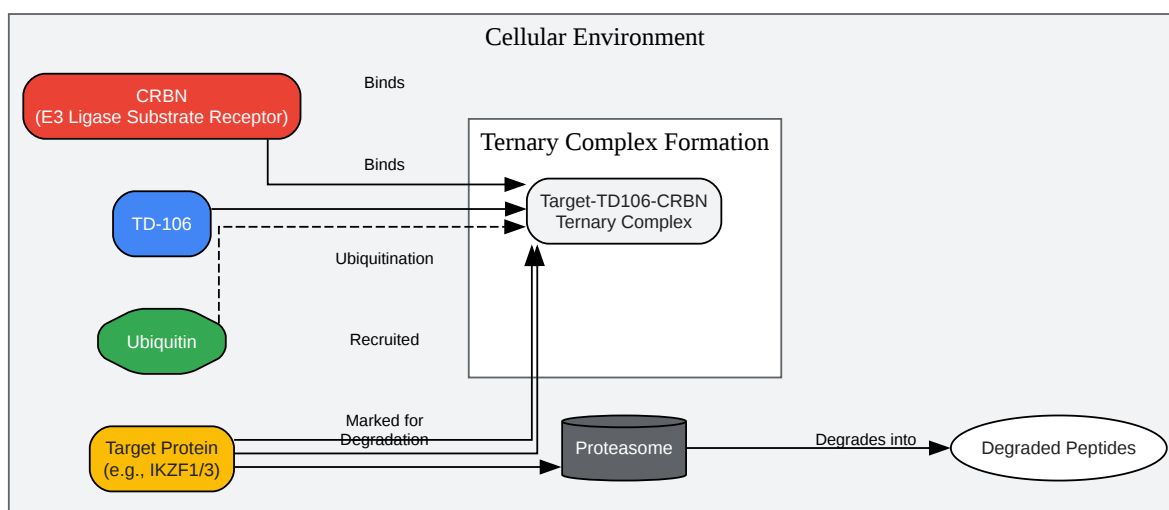 Cellular Environment
CRBN
(E3 Ligase Substrate Receptor)
Binds
Ternary Complex Formation
Binds
TD-106
Target-TD106-CRBN
Ternary Complex
Ubiquitination
Ubiquitin
Recruited
Marked for
Degradation
Target Protein
(e.g., IKZF1/3)
Proteasome
Degrades into
Degraded Peptides